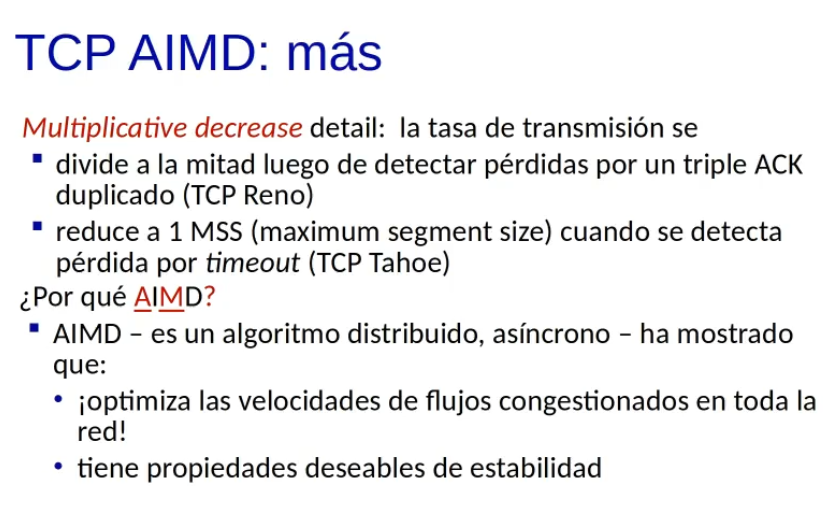 TCP AIMD: más
Multiplicative decrease detail: la tasa de transmisión se
▪ divide a la mitad luego de detectar pérdidas por un triple ACK
duplicado (TCP Reno)
▪ reduce a 1 MSS (maximum segment size) cuando se detecta
pérdida por timeout (TCP Tahoe)
¿Por qué AIMD?
▪ AIMD – es un algoritmo distribuido, asíncrono – ha mostrado
que:
• ¡optimiza las velocidades de flujos congestionados en toda la
red!
• tiene propiedades deseables de estabilidad